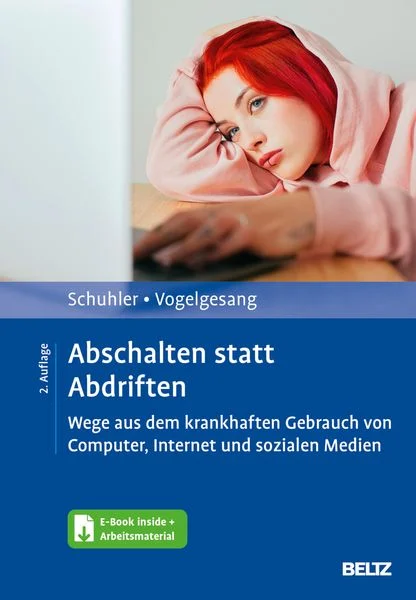 Schuhler • Vogelgesang
2. Auflage
Abschalten statt
Abdriften
Wege aus dem krankhaften Gebrauch von
Computer, Internet und sozialen Medien
E-Book inside +
Arbeitsmaterial
BELTZ